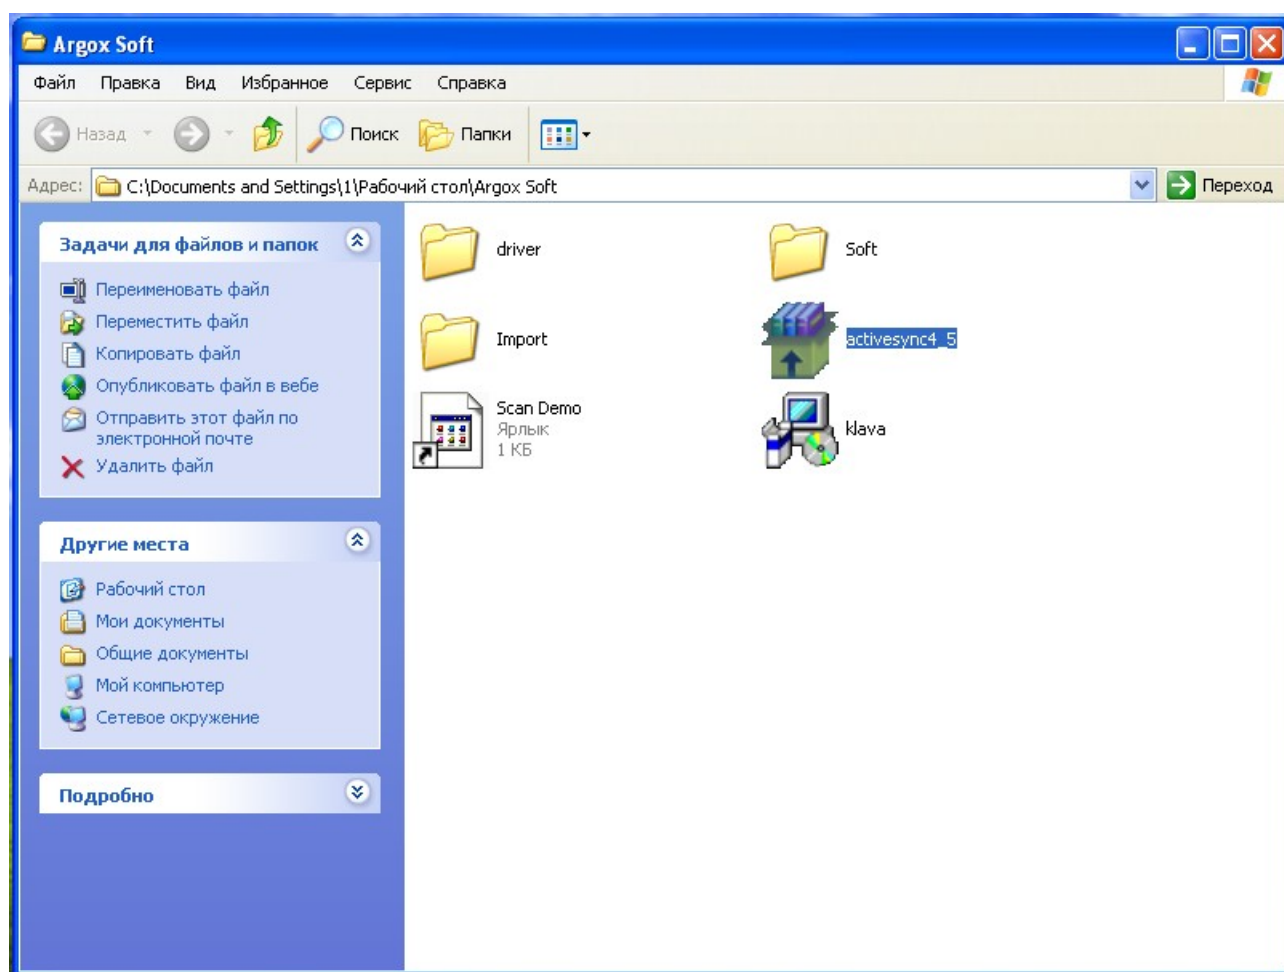 Argox Soft
Файл Правка Вид Избранное Сервис Справка
Назад Поиск Папки
Адрес: C:\Documents and Settings\1\Рабочий стол\Argox Soft Переход
Задачи для файлов и папок
Переименовать файл
Переместить файл
Копировать файл
Опубликовать файл в вебе
Отправить этот файл по
электронной почте
Удалить файл
Другие места
Рабочий стол
Мои документы
Общие документы
Мой компьютер
Сетевое окружение
Подробно
driver
Soft
Import
activesync4_5
Scan Demo
Ярлык
1 КБ
klava